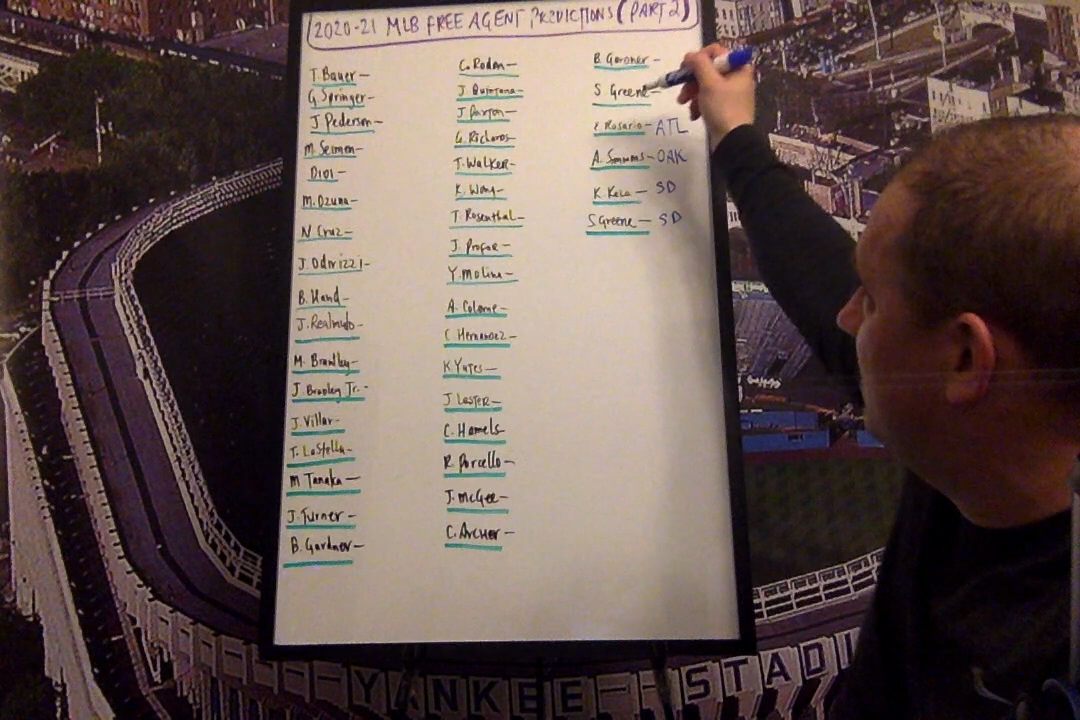 2020-21 MLB FREE AGENT PREDICTIONS (PART 2)
T. Bauer-
G. Springer-
J. Pederson-
M. Semien-
Didi-
M. Ozuna-
N Cruz-
J. Odorizzi-
B. Hand-
J. Realmuto-
M. Brantley-
J. Bradley Jr.-
J. Villar-
T. LaStella-
M Tanaka-
J. Turner-
B. Gardner-
C. Rodon-
J. Quintana-
J. Paxton-
G. Richards
T. Walker-
K. Wong-
T. Rosenthal-
J. Profar-
Y. Molina-
A. Colome-
C Hernandez-
K Yates-
J Lester-
C. Hamels
R. Porcello-
J. McGee-
C. Archer-
B. Gardner-
S Greene-
E Rosario-ATL
A. Simmons-OAK
K. Kela- SD
S Greene- SD
YANKEE STADI